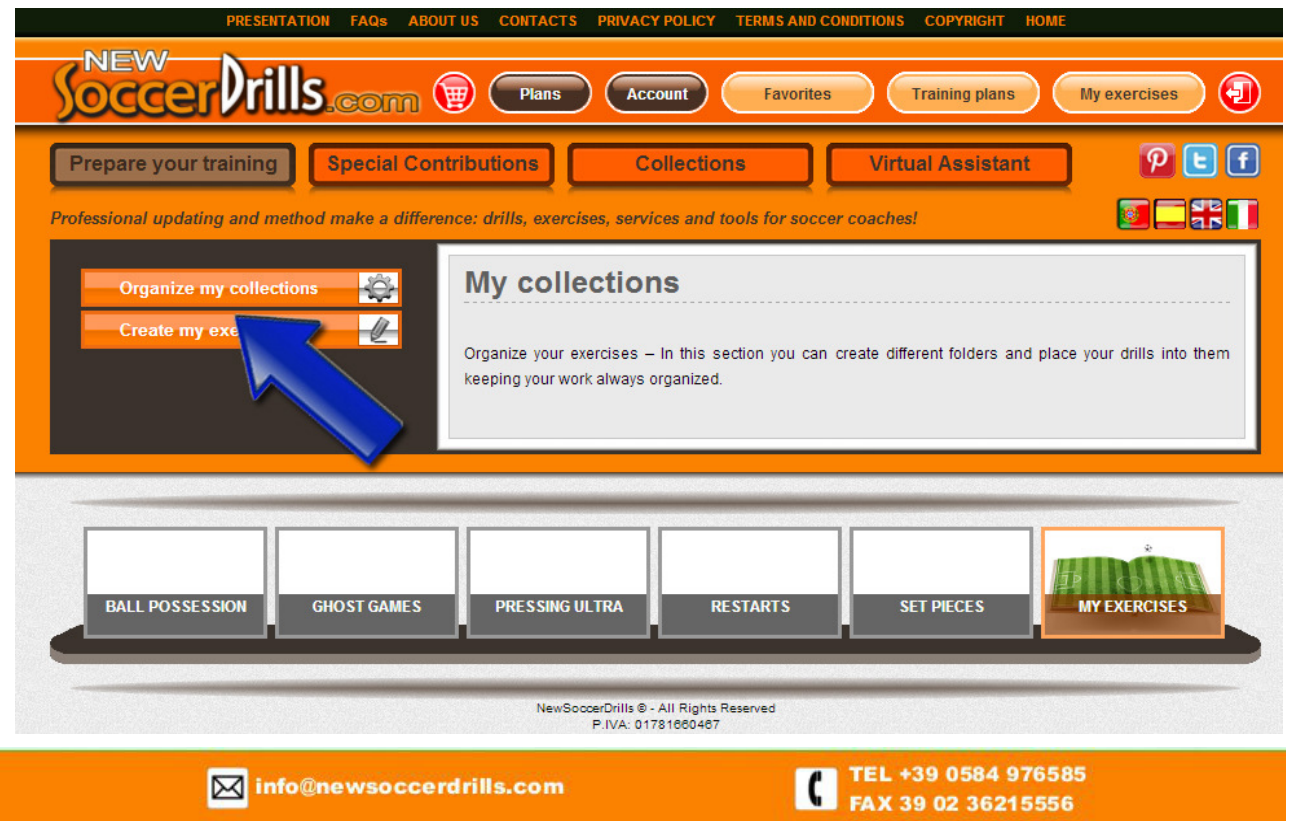 PRESENTATION FAQs ABOUT US CONTACTS PRIVACY POLICY TERMS AND CONDITIONS COPYRIGHT HOME
NEW
SoccerDrills.com
Plans Account Favorites Training plans My exercises
Prepare your training Special Contributions Collections Virtual Assistant
Professional updating and method make a difference: drills, exercises, services and tools for soccer coaches!
Organize my collections
Create my exe
My collections
Organize your exercises – In this section you can create different folders and place your drills into them
keeping your work always organized.
BALL POSSESSION GHOST GAMES PRESSING ULTRA RESTARTS SET PIECES MY EXERCISES
NewSoccerDrills © - All Rights Reserved
P.IVA: 01781660467
info@newsoccerdrills.com
TEL +39 0584 976585
FAX 39 02 36215556